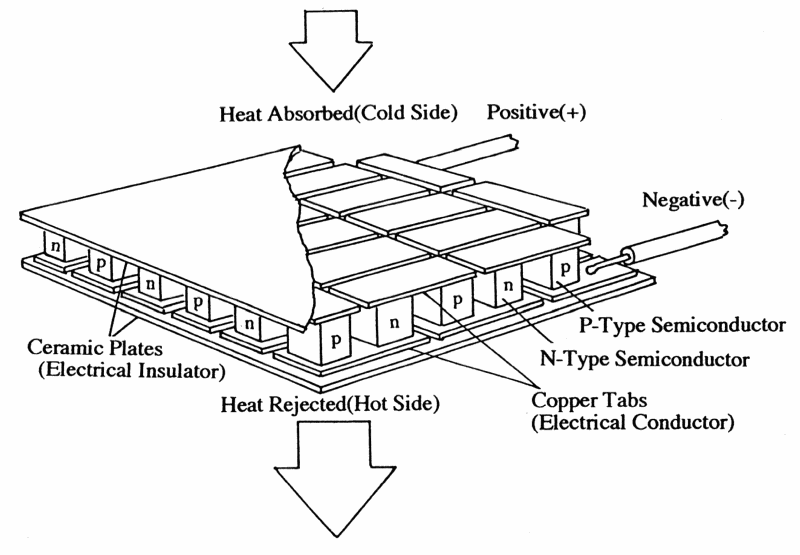 Heat Absorbed(Cold Side)
Positive(+)
Negative(-)
n
p
n
p
n
p
n
p
n
p
P-Type Semiconductor
N-Type Semiconductor
Ceramic Plates
(Electrical Insulator)
Copper Tabs
(Electrical Conductor)
Heat Rejected(Hot Side)